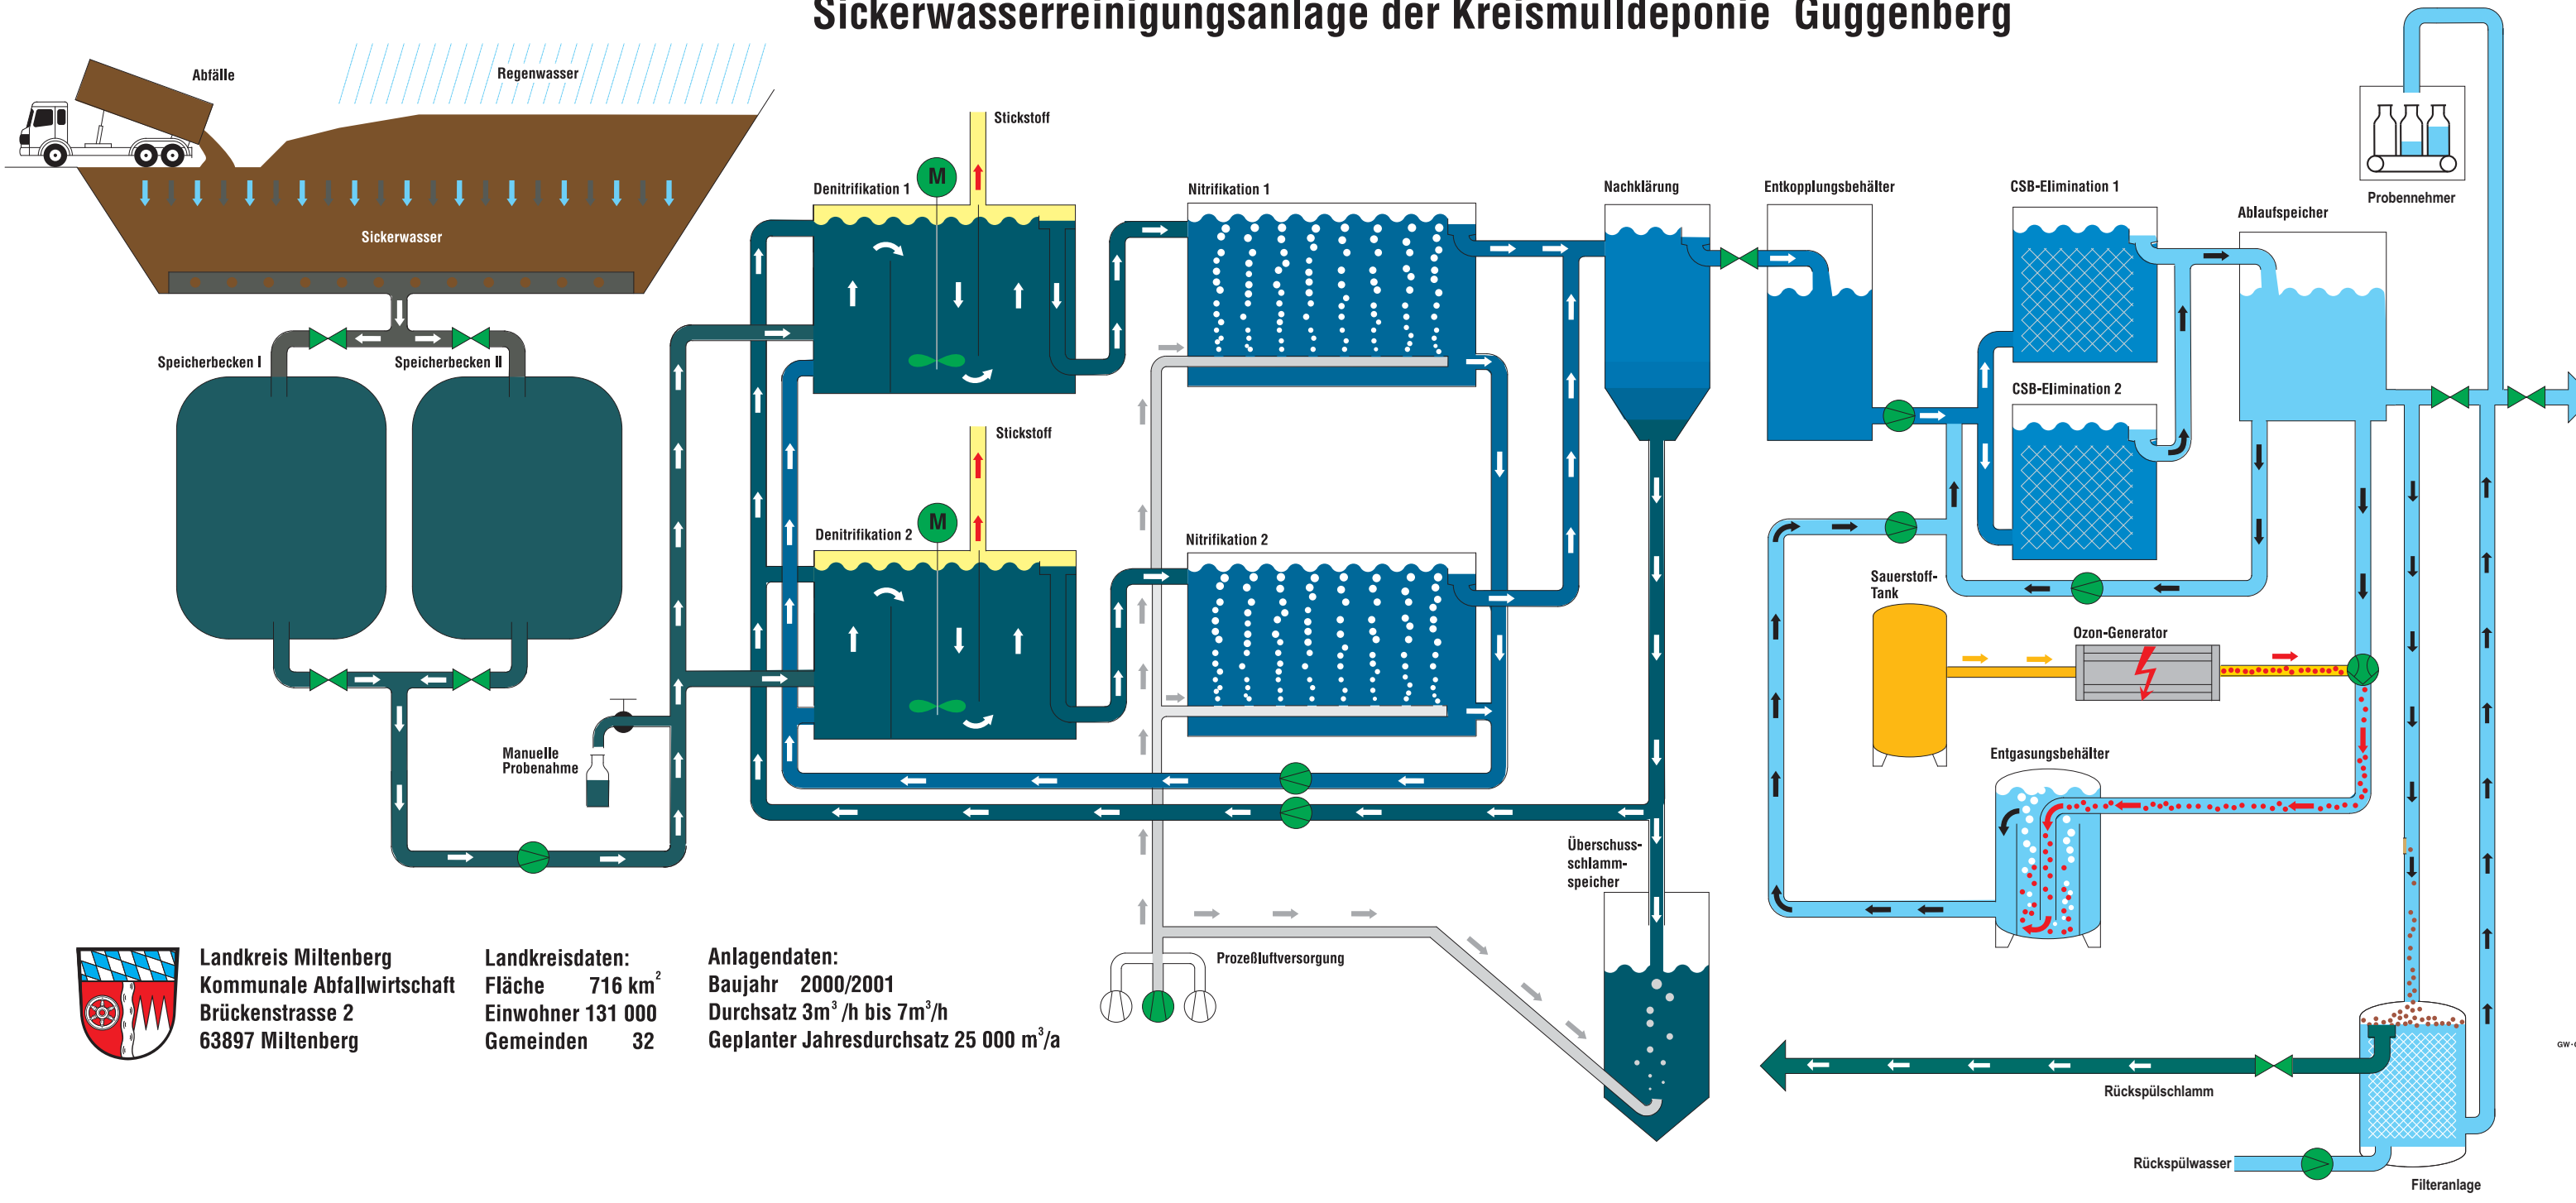 Sickerwasserreinigungsanlage der Kreismülldeponie Guggenberg
Abfälle
Regenwasser
Sickerwasser
Speicherbecken I
Speicherbecken II
Manuelle
Probenahme
Stickstoff
Denitrifikation 1
M
Nitrifikation 1
Stickstoff
Denitrifikation 2
M
Nitrifikation 2
Nachklärung
Entkopplungsbehälter
CSB-Elimination 1
CSB-Elimination 2
Ablaufspeicher
Probennehmer
Sauerstoff-
Tank
Ozon-Generator
Entgasungsbehälter
Überschuss-
schlamm-
speicher
Prozeßluftversorgung
Rückspülschlamm
Rückspülwasser
Filteranlage
Landkreis Miltenberg
Kommunale Abfallwirtschaft
Brückenstrasse 2
63897 Miltenberg
Landkreisdaten:
Fläche 716 km²
Einwohner 131 000
Gemeinden 32
Anlagendaten:
Baujahr 2000/2001
Durchsatz 3m³ /h bis 7m³/h
Geplanter Jahresdurchsatz 25 000 m³/a